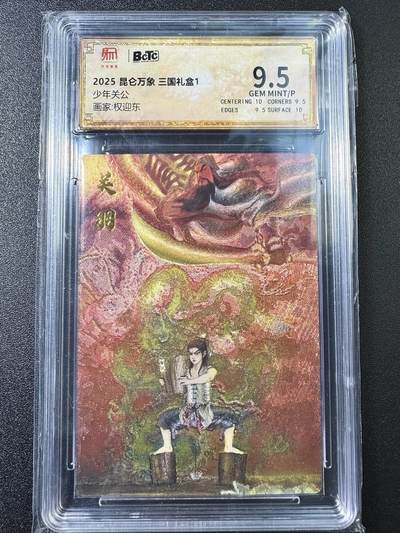 BCTC
2025 昆仑万象 三国礼盒1
少年关公
画家:权迎东
9.5
GEM MINT/P
CENTERING 10 CORNERS 9.5
EDGES 9.5 SURFACE 10
关羽